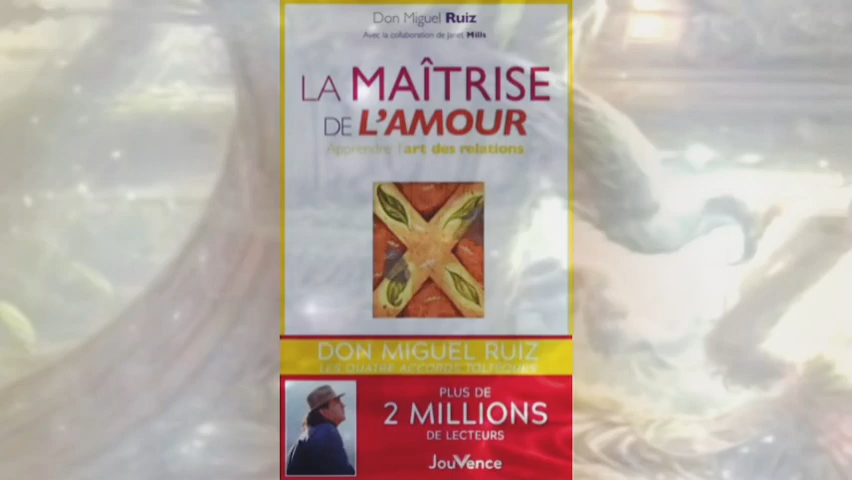 Don Miguel Ruiz
Avec la collaboration de Janet Mills
LA MAÎTRISE
DE L'AMOUR
Apprendre l'art des relations
DON MIGUEL RUIZ
LES QUATRE ACCORDS TOLTÈQUES
PLUS DE
2 MILLIONS
DE LECTEURS
JouVence